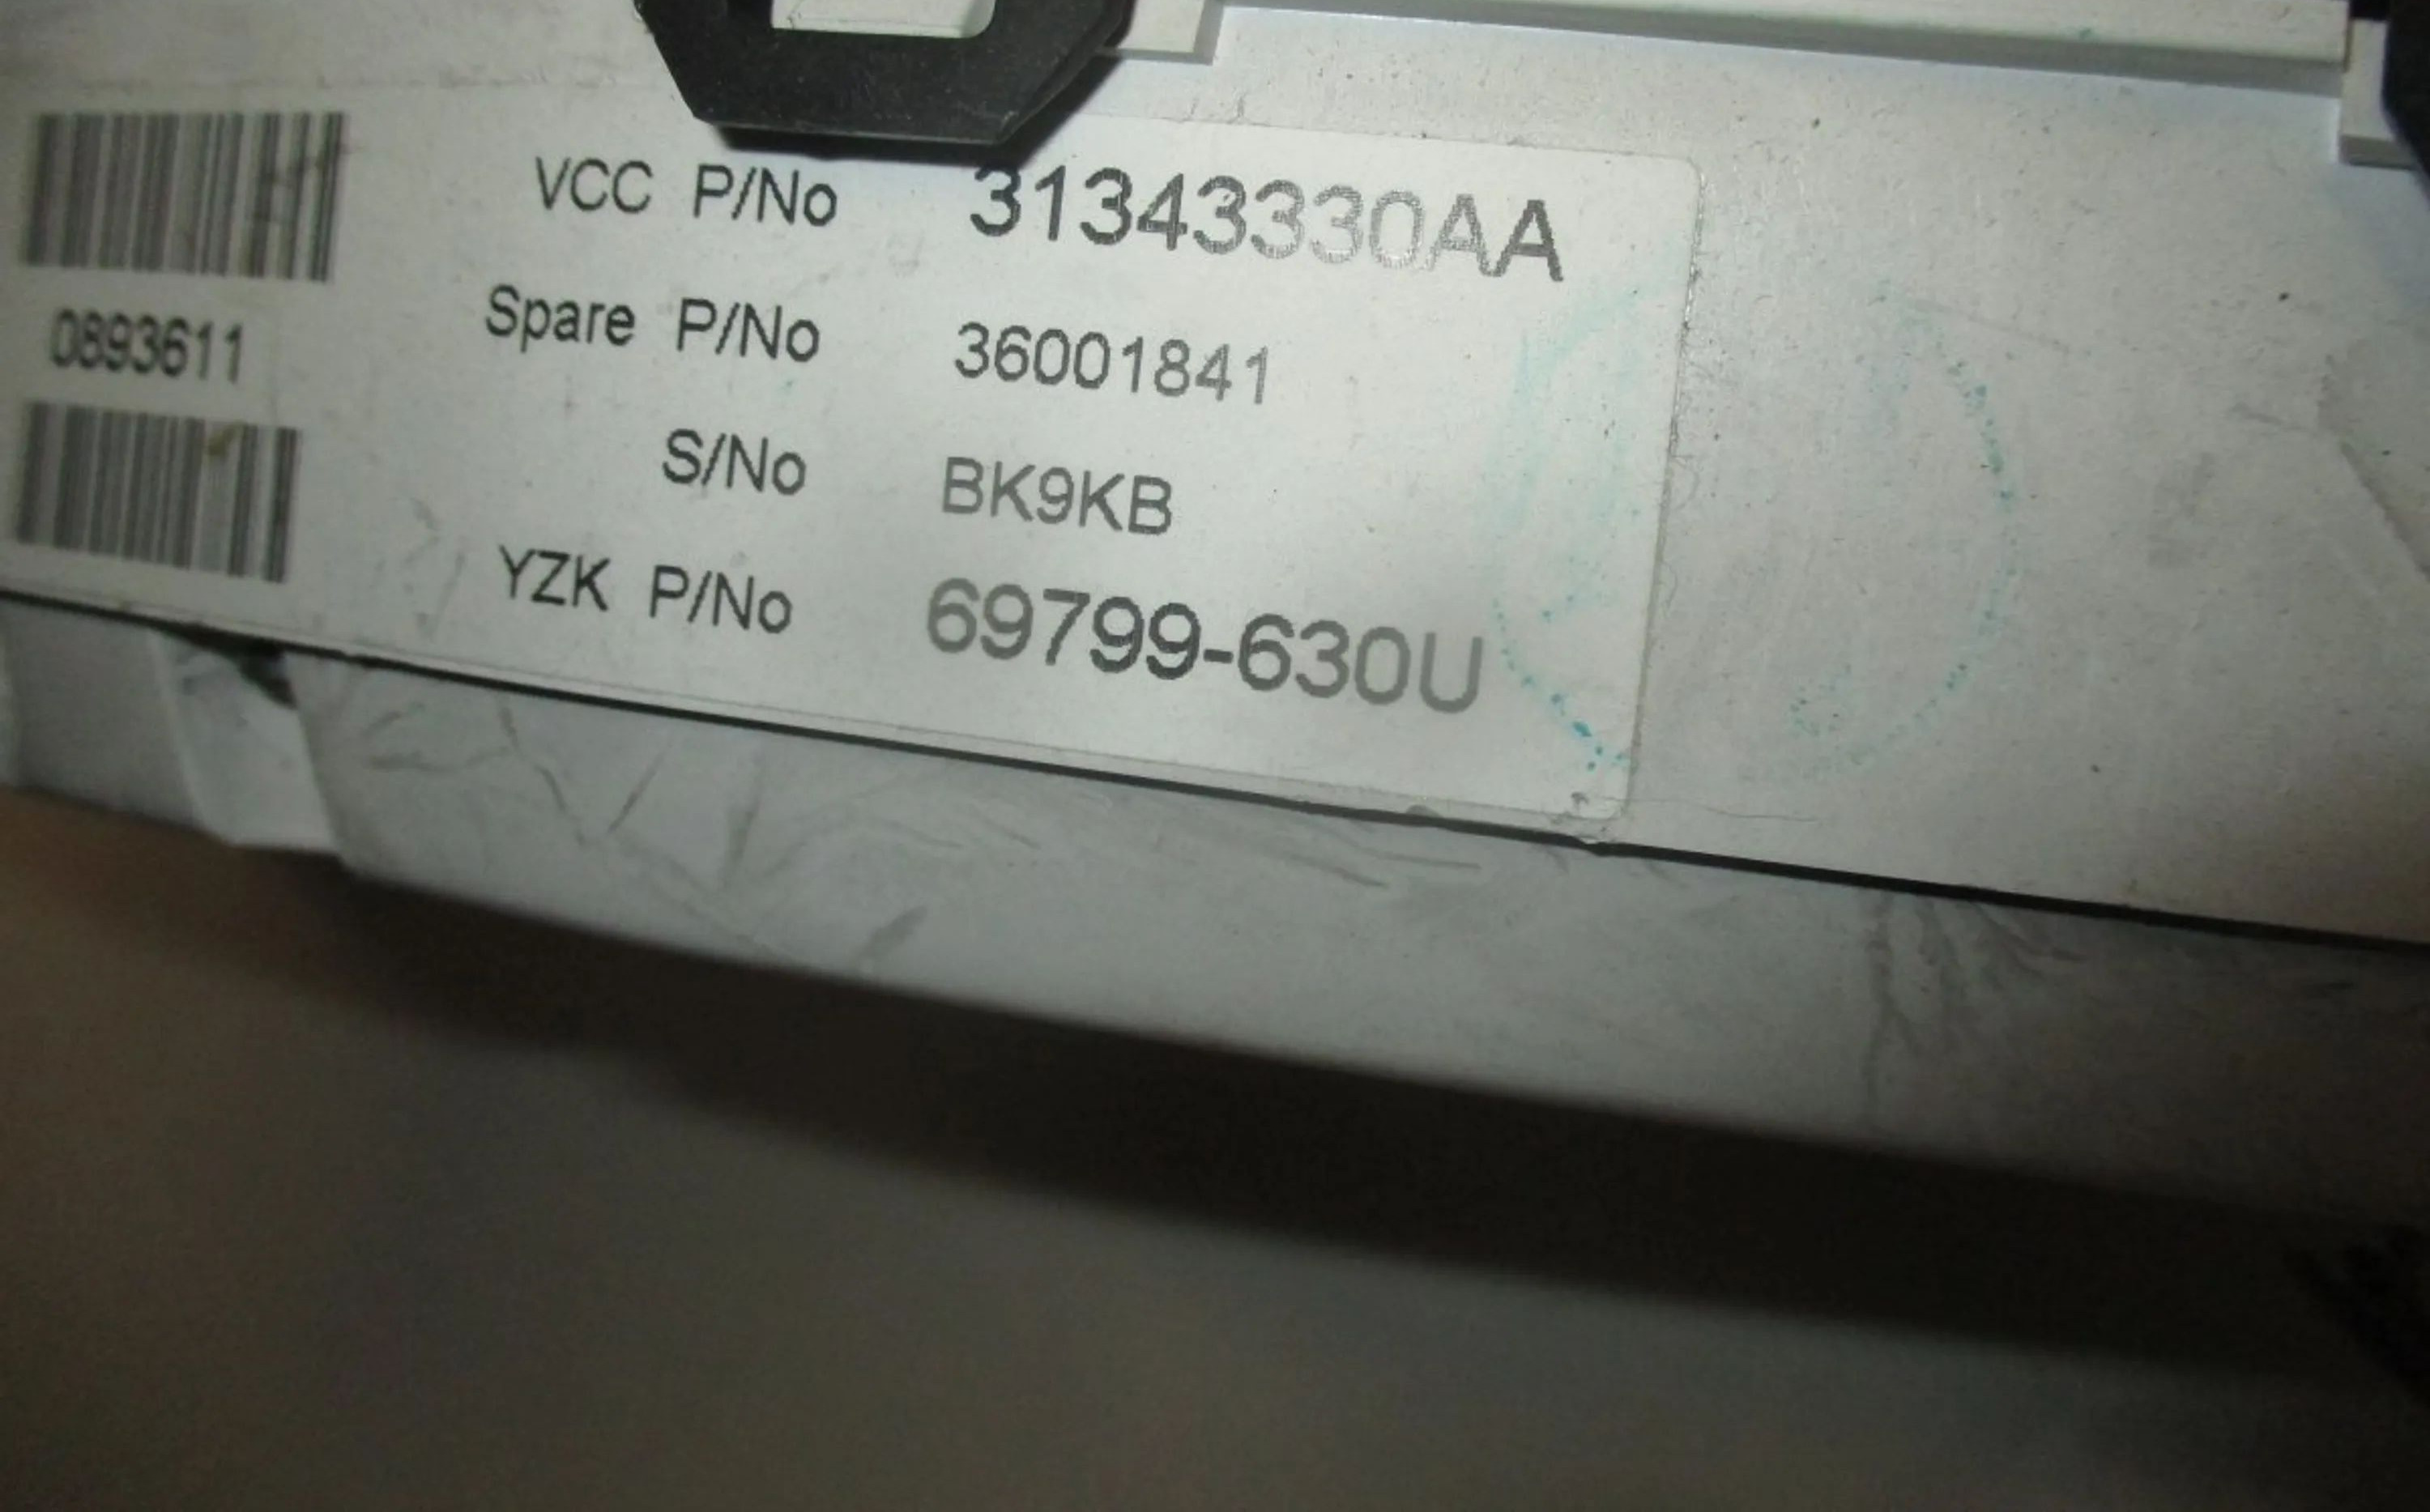 VCC P/No 31343330AA
Spare P/No 36001841
0893611
S/No BK9KB
YZK P/No 69799-630U